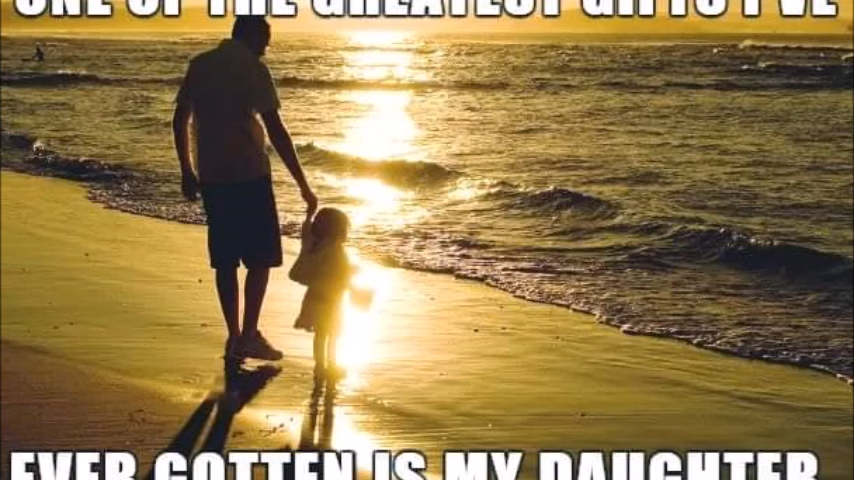 ONE OF THE GREATEST GIFTS I'VE
EVER GOTTEN IS MY DAUGHTER